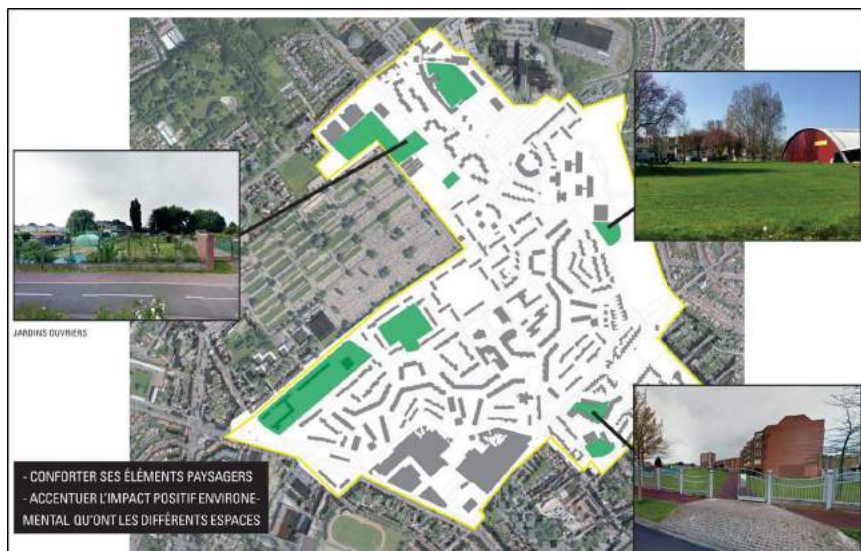 JARDINS OUVRIERS
- CONFORTER SES ÉLÉMENTS PAYSAGERS
- ACCENTUER L'IMPACT POSITIF ENVIRONE-
MENTAL QU'ONT LES DIFFÉRENTS ESPACES